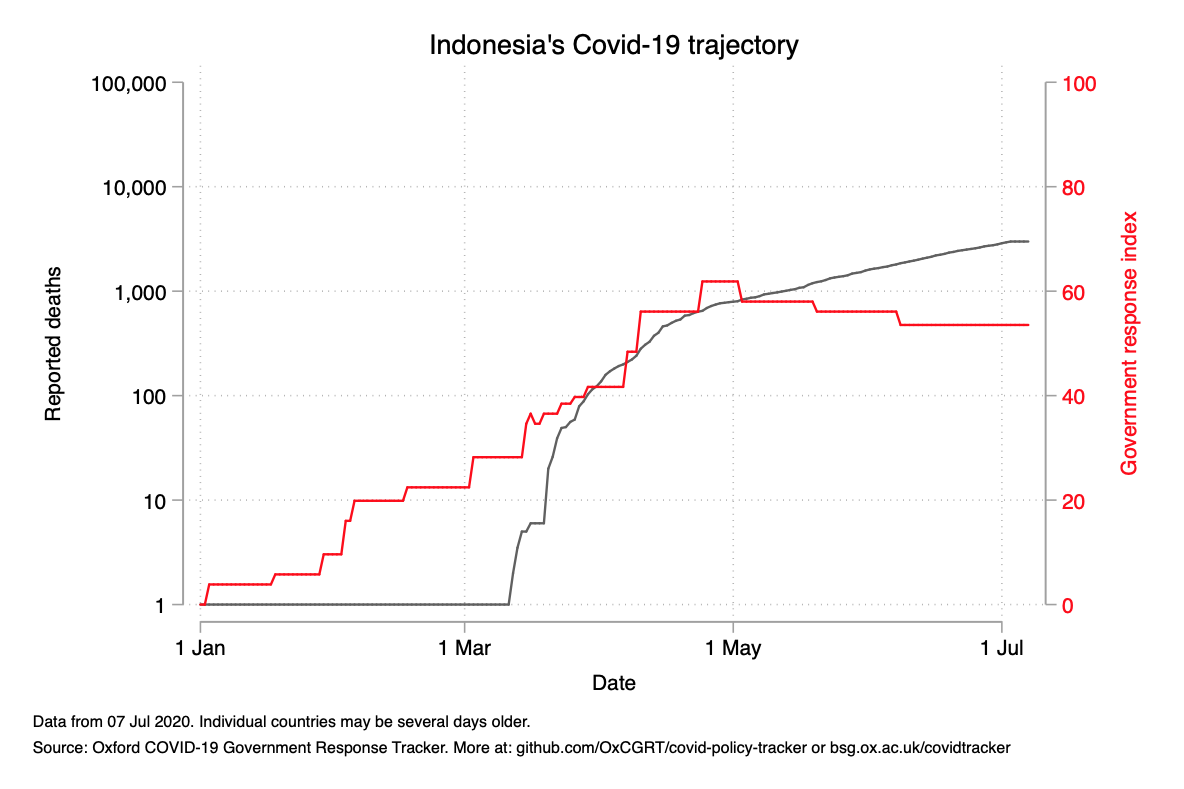 Indonesia's Covid-19 trajectory
100,000
10,000
1,000
100
10
1
Reported deaths
100
80
60
40
20
0
Government response index
1 Jan
1 Mar
1 May
1 Jul
Date
Data from 07 Jul 2020. Individual countries may be several days older.
Source: Oxford COVID-19 Government Response Tracker. More at: github.com/OxCGRT/covid-policy-tracker or bsg.ox.ac.uk/covidtracker